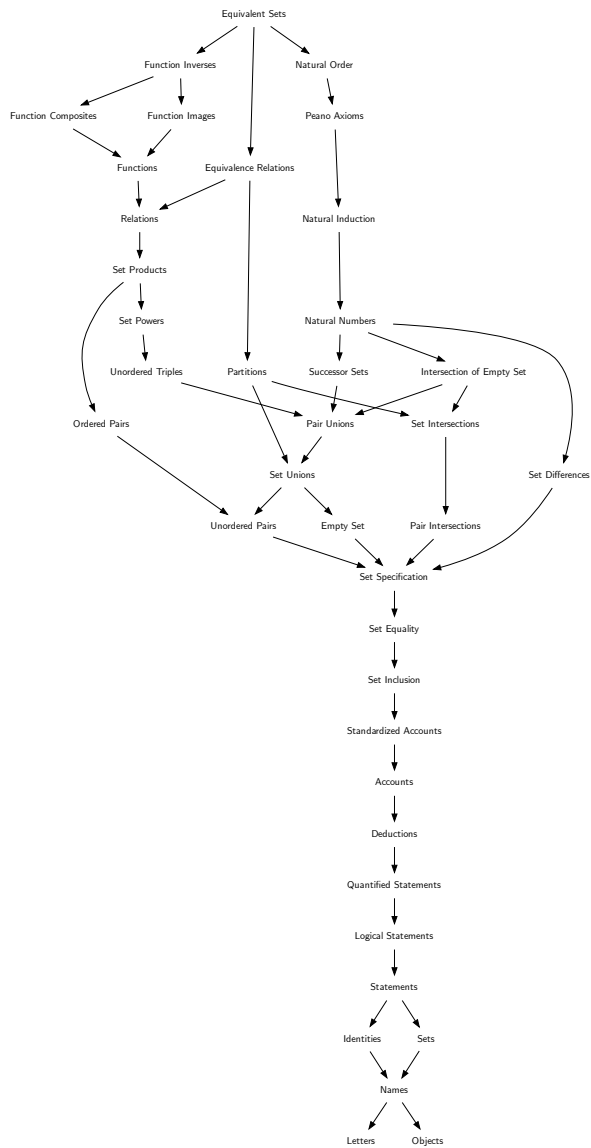 Equivalent Sets
Function Inverses
Natural Order
Function Composites
Function Images
Peano Axioms
Functions
Equivalence Relations
Relations
Natural Induction
Set Products
Set Powers
Natural Numbers
Unordered Triples
Partitions
Successor Sets
Intersection of Empty Set
Ordered Pairs
Pair Unions
Set Intersections
Set Unions
Set Differences
Unordered Pairs
Empty Set
Pair Intersections
Set Specification
Set Equality
Set Inclusion
Standardized Accounts
Accounts
Deductions
Quantified Statements
Logical Statements
Statements
Identities
Sets
Names
Letters
Objects